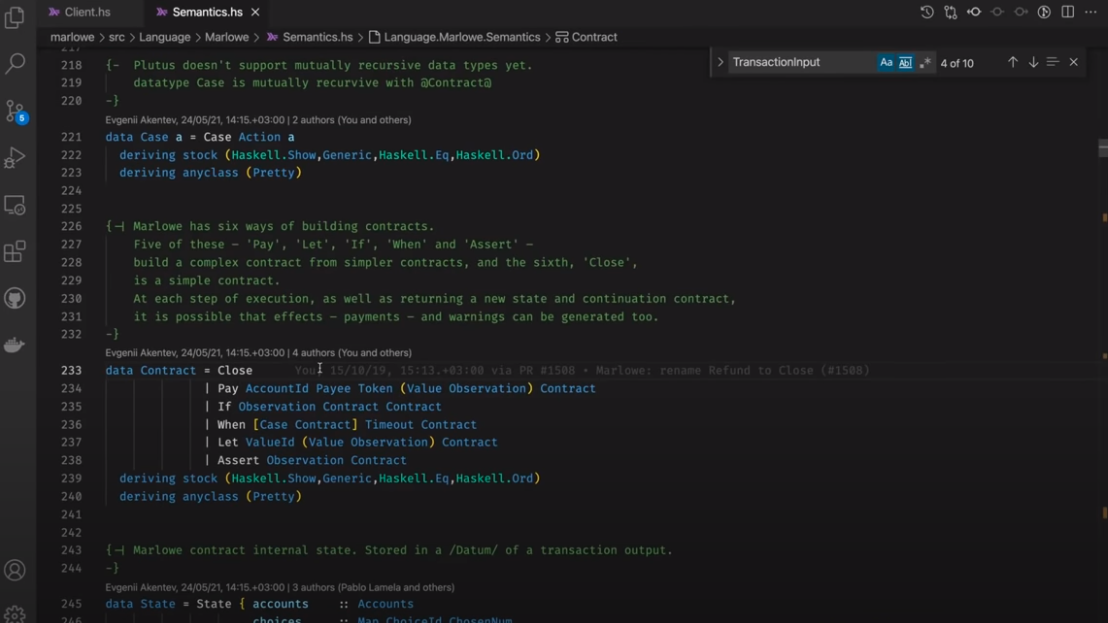 Client.hs
Semantics.hs
marlowe > src > Language > Marlowe > Semantics.hs > Language.Marlowe.Semantics > Contract
TransactionInput
Aa
Abl
4 of 10
5
217
218 {- Plutus doesn't support mutually recursive data types yet.
219 datatype Case is mutually recurvive with @Contract@
220 -}
Evgenii Akentev, 24/05/21, 14:15.+03:00 | 2 authors (You and others)
221 data Case a = Case Action a
222 deriving stock (Haskell.Show,Generic,Haskell.Eq,Haskell.Ord)
223 deriving anyclass (Pretty)
224
225
226 {-| Marlowe has six ways of building contracts.
227 Five of these – 'Pay', 'Let', 'If', 'When' and 'Assert' –
228 build a complex contract from simpler contracts, and the sixth, 'Close',
229 is a simple contract.
230 At each step of execution, as well as returning a new state and continuation contract,
231 it is possible that effects – payments – and warnings can be generated too.
232 -}
Evgenii Akentev, 24/05/21, 14:15.+03:00 | 4 authors (You and others)
233 data Contract = Close You, 15/10/19, 15:13.+03:00 via PR #1508 • Marlowe: rename Refund to Close (#1508)
234 | Pay AccountId Payee Token (Value Observation) Contract
235 | If Observation Contract Contract
236 | When [Case Contract] Timeout Contract
237 | Let ValueId (Value Observation) Contract
238 | Assert Observation Contract
239 deriving stock (Haskell.Show,Generic,Haskell.Eq,Haskell.Ord)
240 deriving anyclass (Pretty)
241
242
243 {-| Marlowe contract internal state. Stored in a /Datum/ of a transaction output.
244 -}
Evgenii Akentev, 24/05/21, 14:15.+03:00 | 3 authors (Pablo Lamela and others)
245 data State = State { accounts :: Accounts
246 choices :: Map ChoiceId ChosenNum